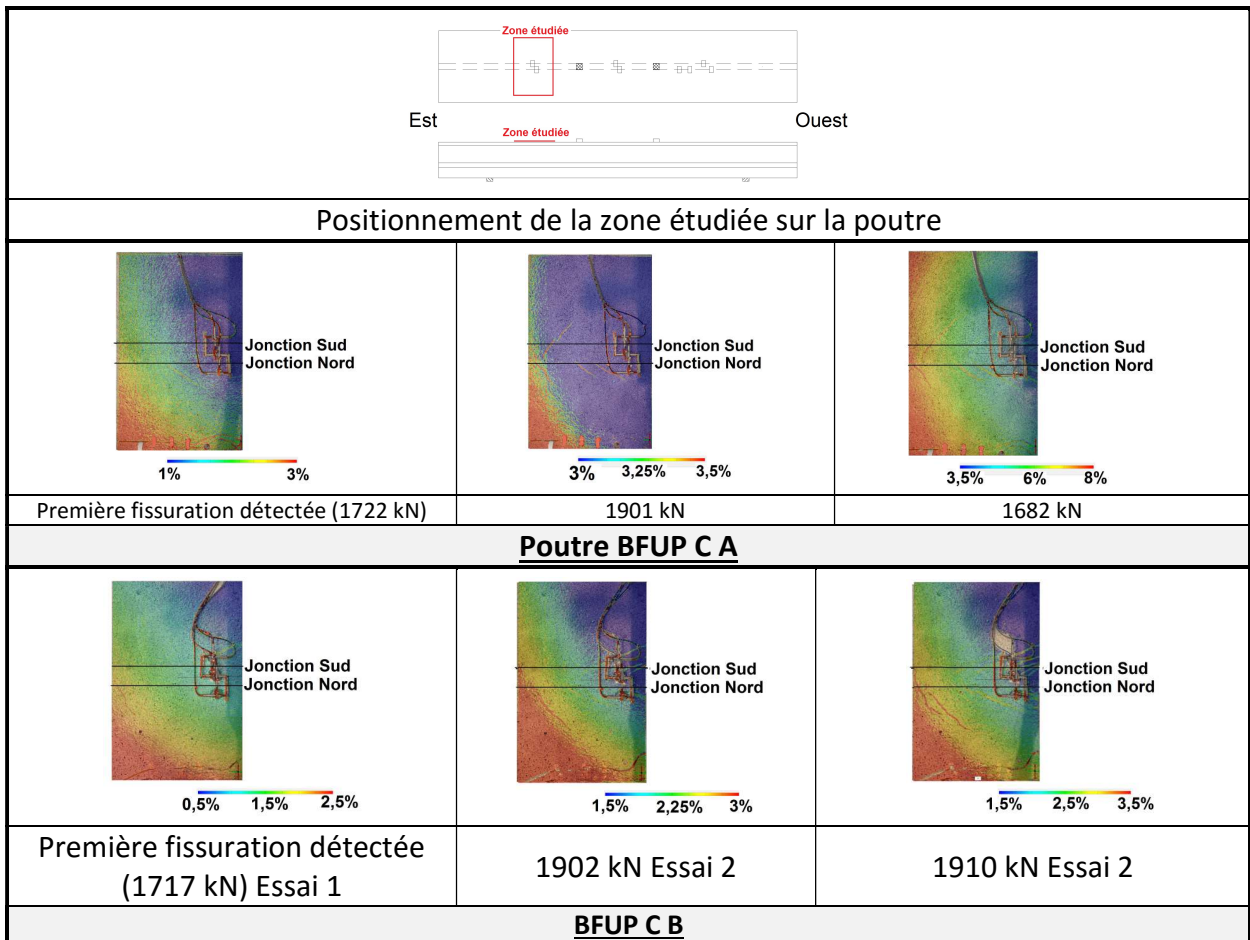 Zone étudiée
Est
Ouest
Zone étudiée
Positionnement de la zone étudiée sur la poutre
Jonction Sud
Jonction Nord
1% 3%
Jonction Sud
Jonction Nord
3% 3,25% 3,5%
Jonction Sud
Jonction Nord
3,5% 6% 8%
Première fissuration détectée (1722 kN)
1901 kN
1682 kN
Poutre BFUP C A
Jonction Sud
Jonction Nord
0,5% 1,5% 2,5%
Jonction Sud
Jonction Nord
1,5% 2,25% 3%
Jonction Sud
Jonction Nord
1,5% 2,5% 3,5%
Première fissuration détectée
(1717 kN) Essai 1
1902 kN Essai 2
1910 kN Essai 2
BFUP C B